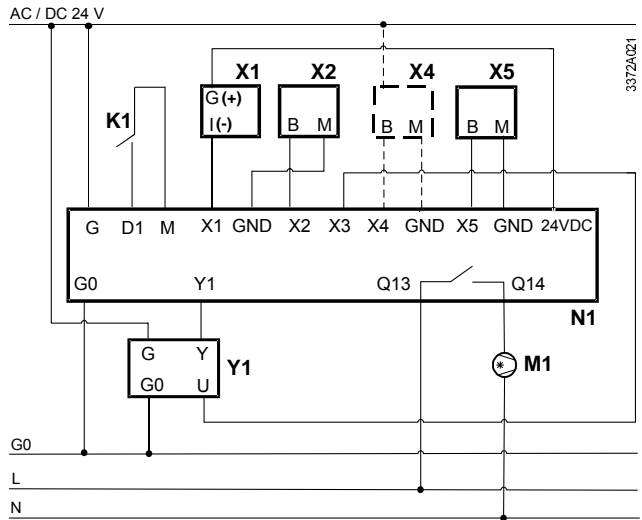 AC / DC 24 V
3372A021
X1 X2 X4 X5
G (+)
K1
I (-) B M B M B M
G D1 M X1 GND X2 X3 X4 GND X5 GND 24VDC
G0 Y1 Q13 Q14
N1
G Y
Y1 M1
G0 U
G0
L
N